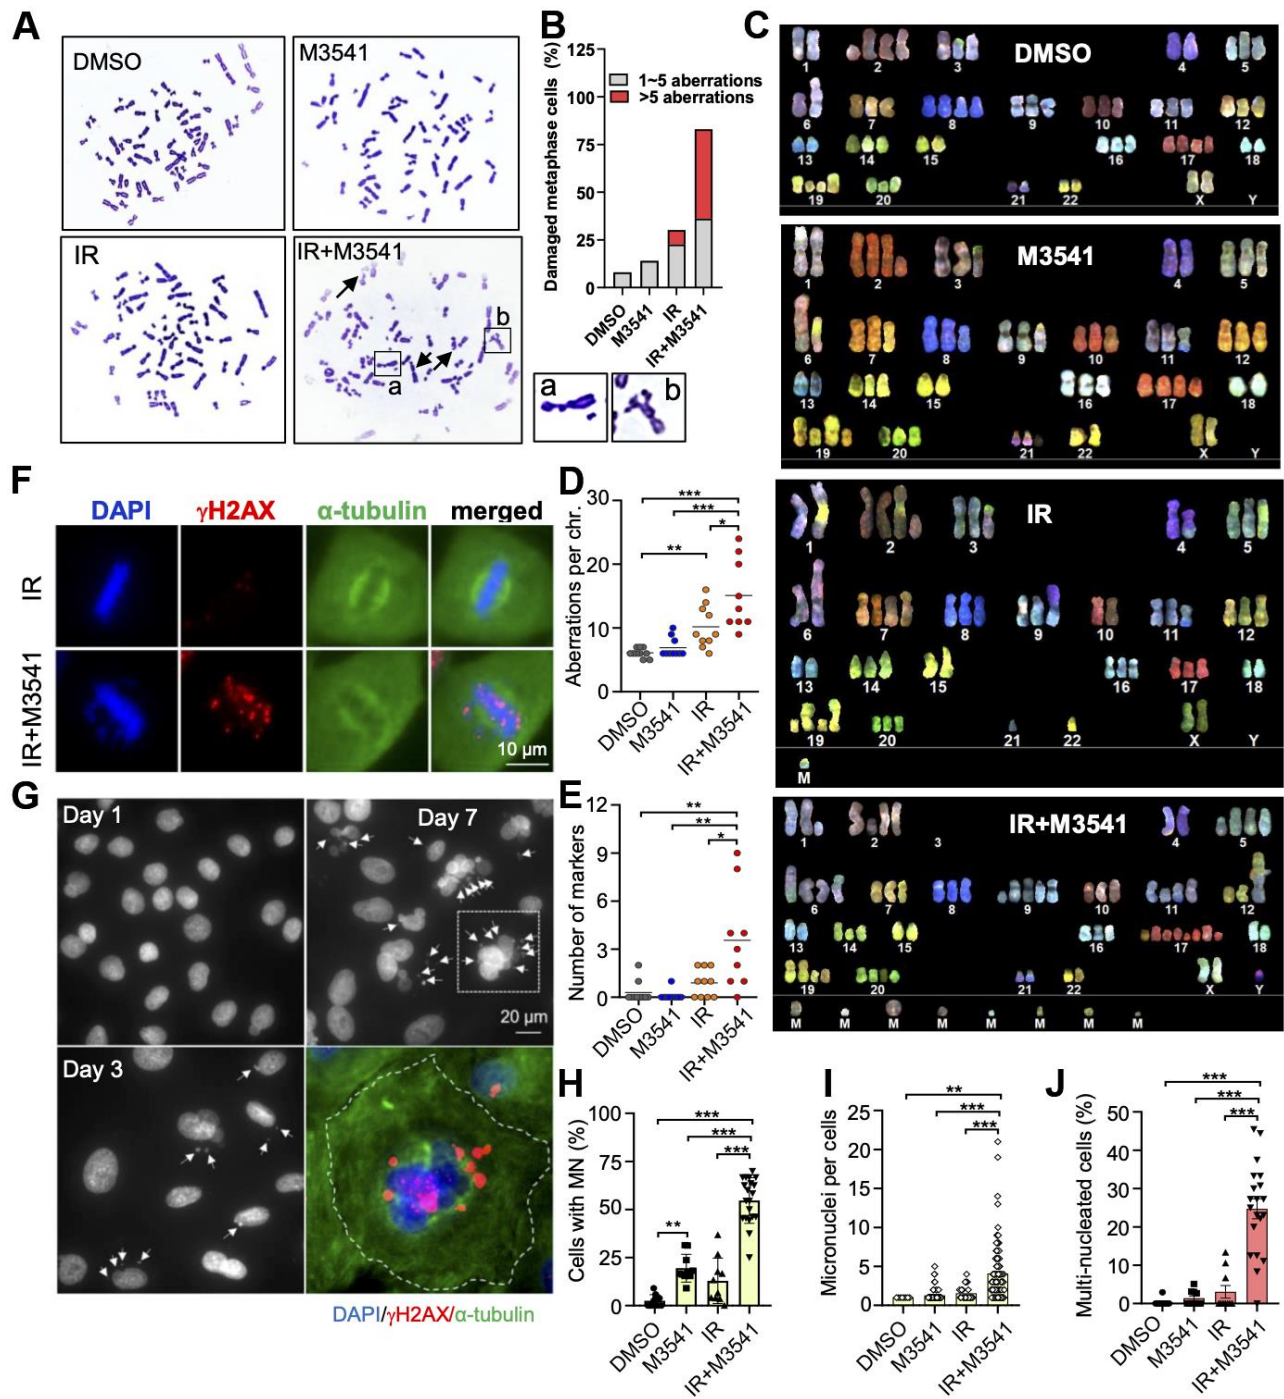 A
DMSO
M3541
IR
IR+M3541
a
b
B
Damaged metaphase cells (%)
125
100
75
50
25
0
1~5 aberrations
>5 aberrations
DMSO
M3541
IR
IR+M3541
a
b
C
DMSO
1 2 3 4 5
6 7 8 9 10 11 12
13 14 15 16 17 18
19 20 21 22 X Y
M3541
1 2 3 4 5
6 7 8 9 10 11 12
13 14 15 16 17 18
19 20 21 22 X Y
IR
1 2 3 4 5
6 7 8 9 10 11 12
13 14 15 16 17 18
19 20 21 22 X Y
M
IR+M3541
1 2 3 4 5
6 7 8 9 10 11 12
13 14 15 16 17 18
19 20 21 22 X Y
M M M M M M M M
F
DAPI γH2AX α-tubulin merged
IR
IR+M3541
10 µm
D
Aberrations per chr.
30
20
10
0
***
***
*
**
DMSO
M3541
IR
IR+M3541
G
Day 1
Day 7
20 µm
Day 3
DAPI/γH2AX/α-tubulin
E
Number of markers
12
9
6
3
0
**
**
*
DMSO
M3541
IR
IR+M3541
H
Cells with MN (%)
100
75
50
25
0
***
***
***
**
DMSO
M3541
IR
IR+M3541
I
Micronuclei per cells
25
20
15
10
5
0
**
***
***
DMSO
M3541
IR
IR+M3541
J
Multi-nucleated cells (%)
50
40
30
20
10
0
***
***
***
DMSO
M3541
IR
IR+M3541